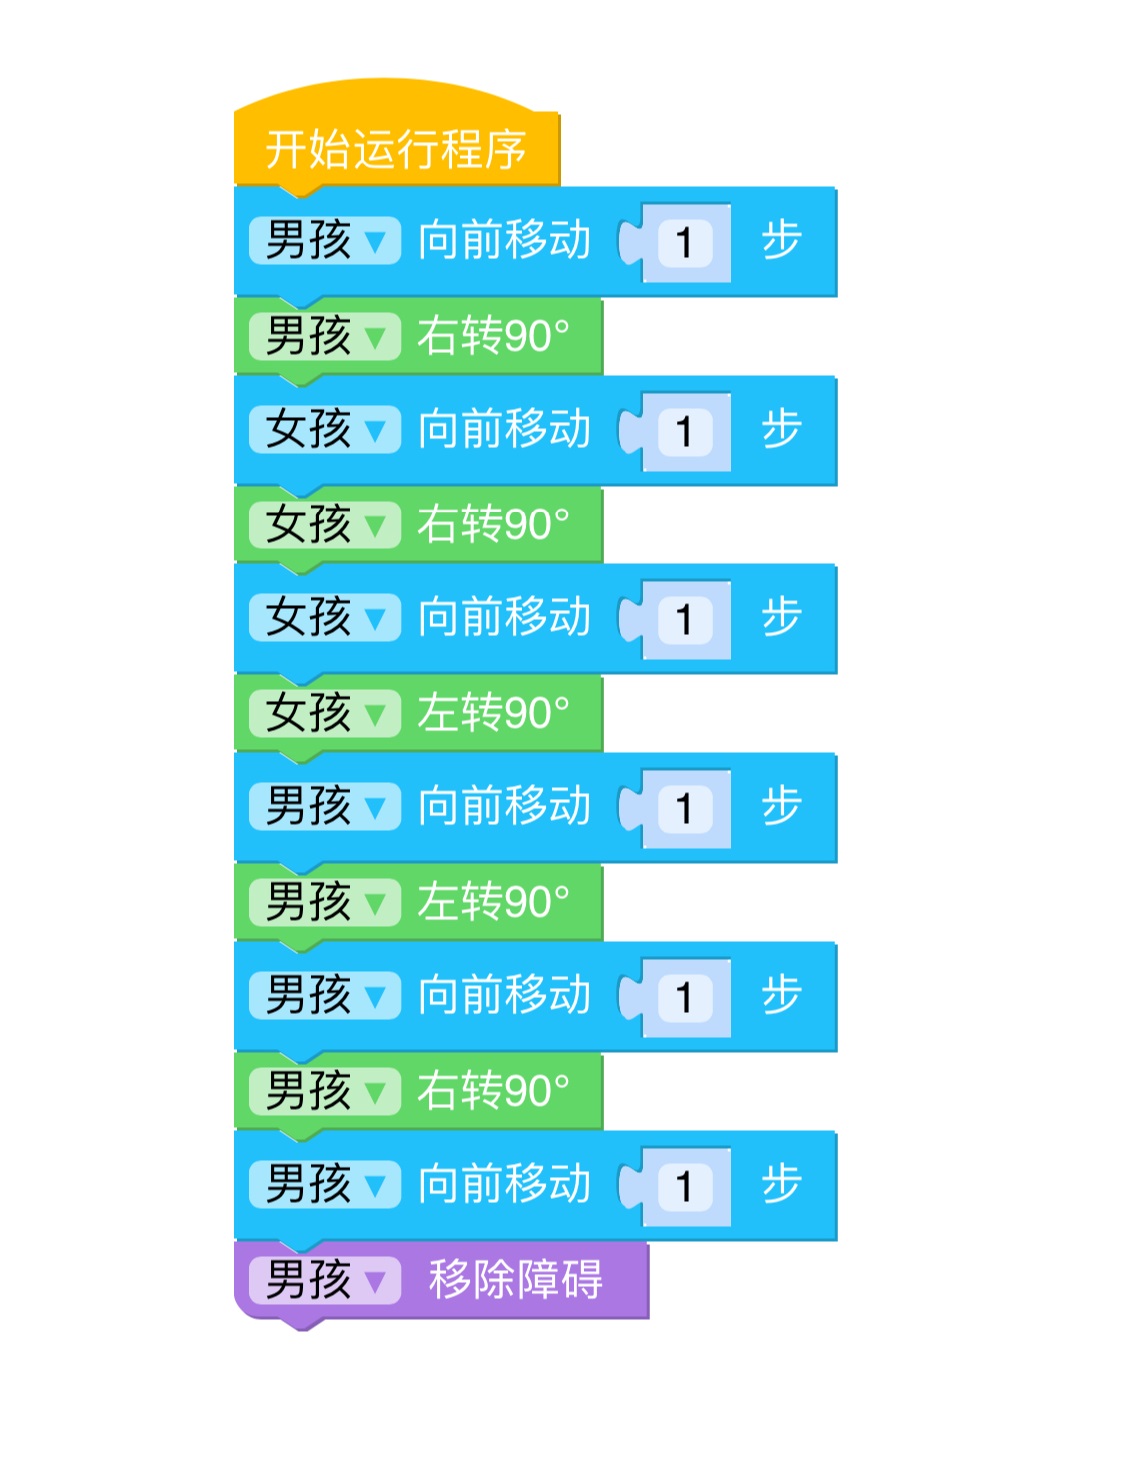 开始运行程序
男孩 ▼ 向前移动 1 步
男孩 ▼ 右转90°
女孩 ▼ 向前移动 1 步
女孩 ▼ 右转90°
女孩 ▼ 向前移动 1 步
女孩 ▼ 左转90°
男孩 ▼ 向前移动 1 步
男孩 ▼ 左转90°
男孩 ▼ 向前移动 1 步
男孩 ▼ 右转90°
男孩 ▼ 向前移动 1 步
男孩 ▼ 移除障碍